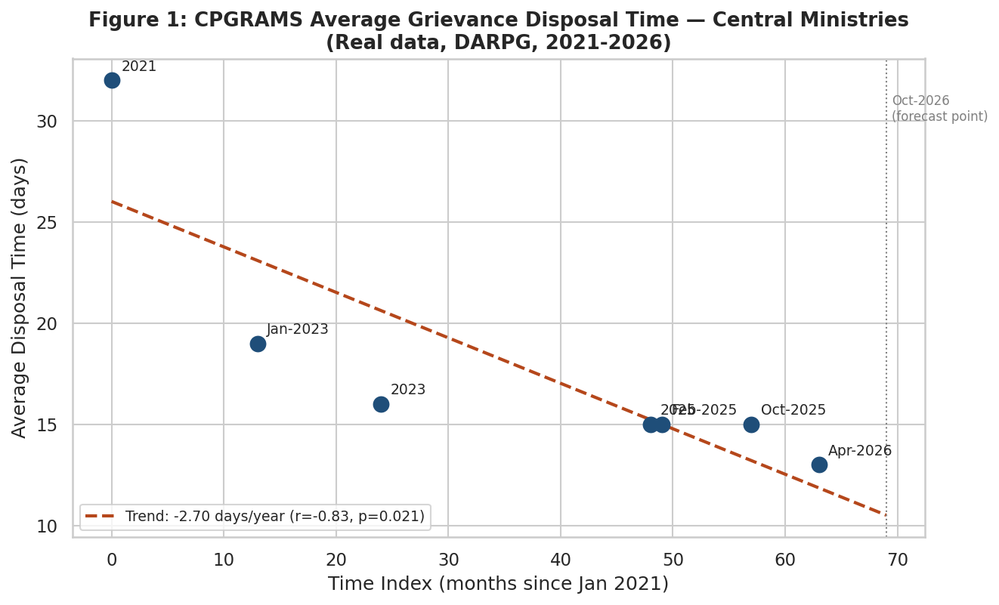 Figure 1: CPGRAMS Average Grievance Disposal Time — Central Ministries
(Real data, DARPG, 2021-2026)
Average Disposal Time (days)
30
25
20
15
10
2021
Jan-2023
2023
2025
Feb-2025
Oct-2025
Apr-2026
Oct-2026
(forecast point)
Trend: -2.70 days/year (r=-0.83, p=0.021)
0 10 20 30 40 50 60 70
Time Index (months since Jan 2021)